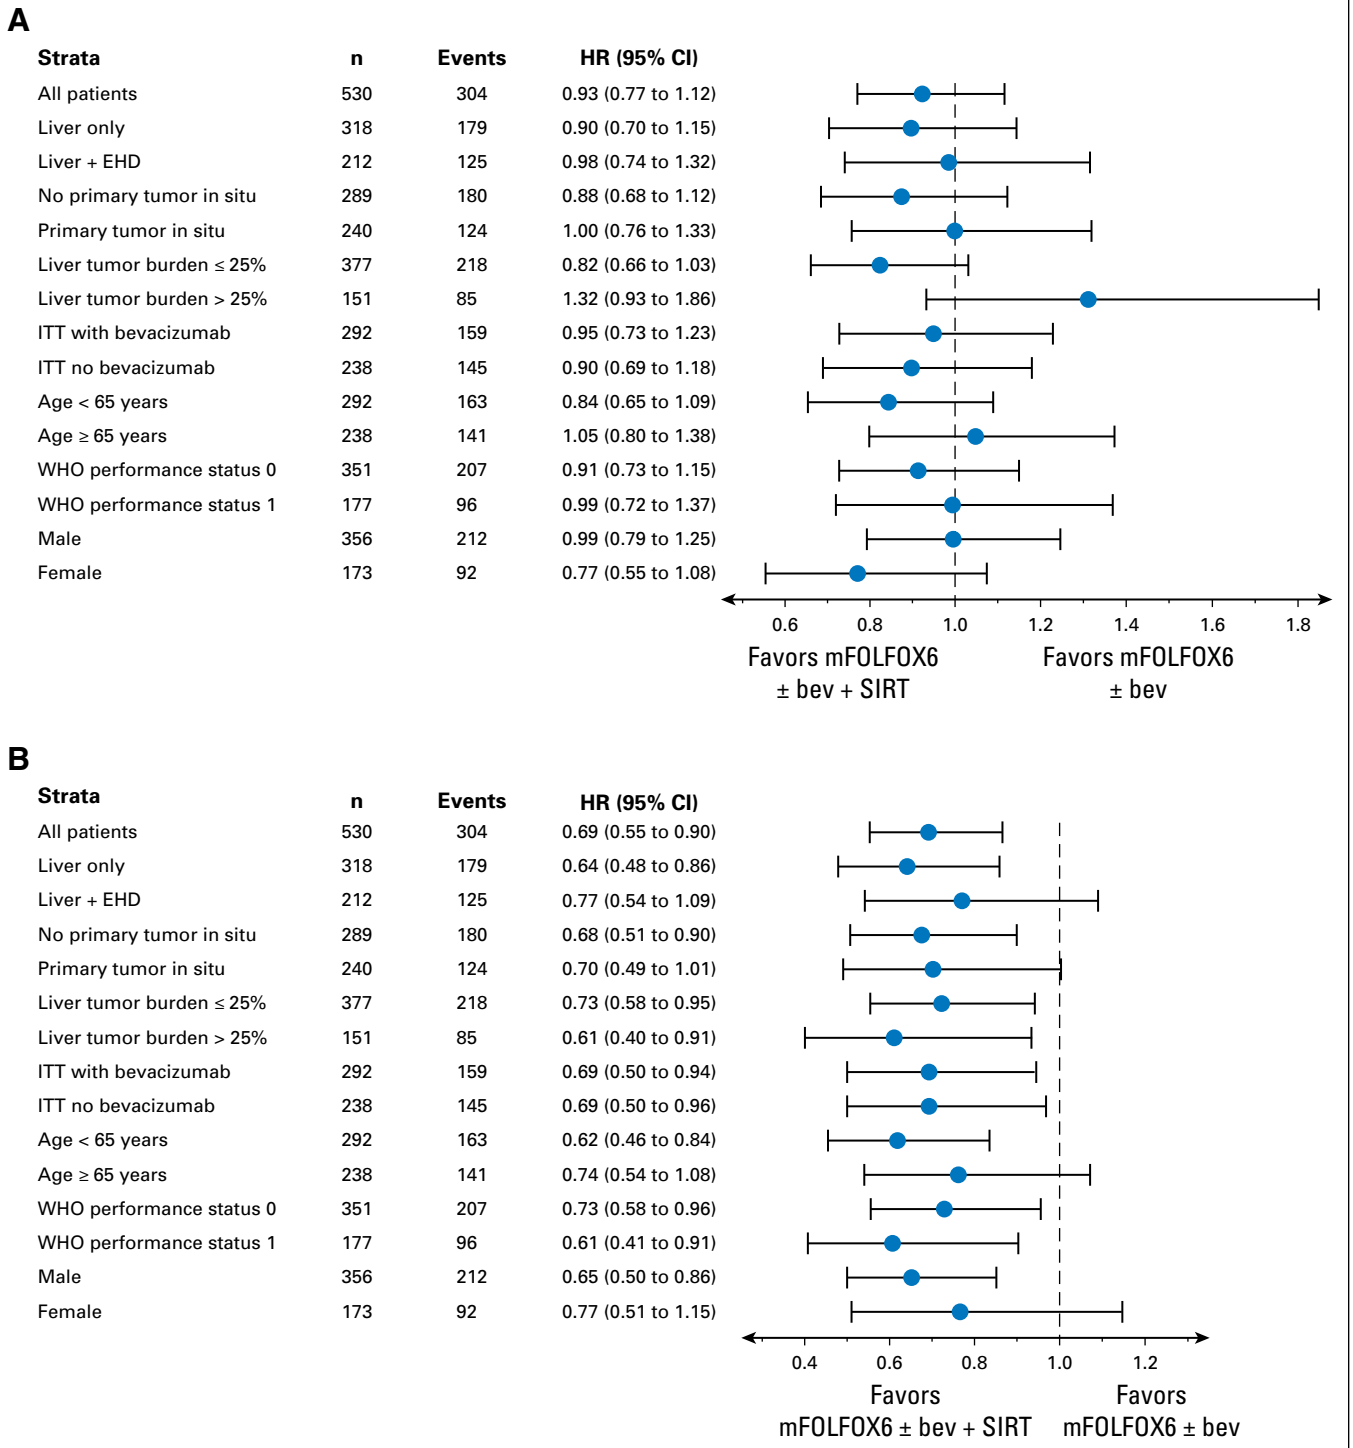 A
Strata n Events HR (95% CI)
All patients 530 304 0.93 (0.77 to 1.12)
Liver only 318 179 0.90 (0.70 to 1.15)
Liver + EHD 212 125 0.98 (0.74 to 1.32)
No primary tumor in situ 289 180 0.88 (0.68 to 1.12)
Primary tumor in situ 240 124 1.00 (0.76 to 1.33)
Liver tumor burden ≤ 25% 377 218 0.82 (0.66 to 1.03)
Liver tumor burden > 25% 151 85 1.32 (0.93 to 1.86)
ITT with bevacizumab 292 159 0.95 (0.73 to 1.23)
ITT no bevacizumab 238 145 0.90 (0.69 to 1.18)
Age < 65 years 292 163 0.84 (0.65 to 1.09)
Age ≥ 65 years 238 141 1.05 (0.80 to 1.38)
WHO performance status 0 351 207 0.91 (0.73 to 1.15)
WHO performance status 1 177 96 0.99 (0.72 to 1.37)
Male 356 212 0.99 (0.79 to 1.25)
Female 173 92 0.77 (0.55 to 1.08)
0.6 0.8 1.0 1.2 1.4 1.6 1.8
Favors mFOLFOX6 Favors mFOLFOX6
± bev + SIRT ± bev
B
Strata n Events HR (95% CI)
All patients 530 304 0.69 (0.55 to 0.90)
Liver only 318 179 0.64 (0.48 to 0.86)
Liver + EHD 212 125 0.77 (0.54 to 1.09)
No primary tumor in situ 289 180 0.68 (0.51 to 0.90)
Primary tumor in situ 240 124 0.70 (0.49 to 1.01)
Liver tumor burden ≤ 25% 377 218 0.73 (0.58 to 0.95)
Liver tumor burden > 25% 151 85 0.61 (0.40 to 0.91)
ITT with bevacizumab 292 159 0.69 (0.50 to 0.94)
ITT no bevacizumab 238 145 0.69 (0.50 to 0.96)
Age < 65 years 292 163 0.62 (0.46 to 0.84)
Age ≥ 65 years 238 141 0.74 (0.54 to 1.08)
WHO performance status 0 351 207 0.73 (0.58 to 0.96)
WHO performance status 1 177 96 0.61 (0.41 to 0.91)
Male 356 212 0.65 (0.50 to 0.86)
Female 173 92 0.77 (0.51 to 1.15)
0.4 0.6 0.8 1.0 1.2
Favors Favors
mFOLFOX6 ± bev + SIRT mFOLFOX6 ± bev